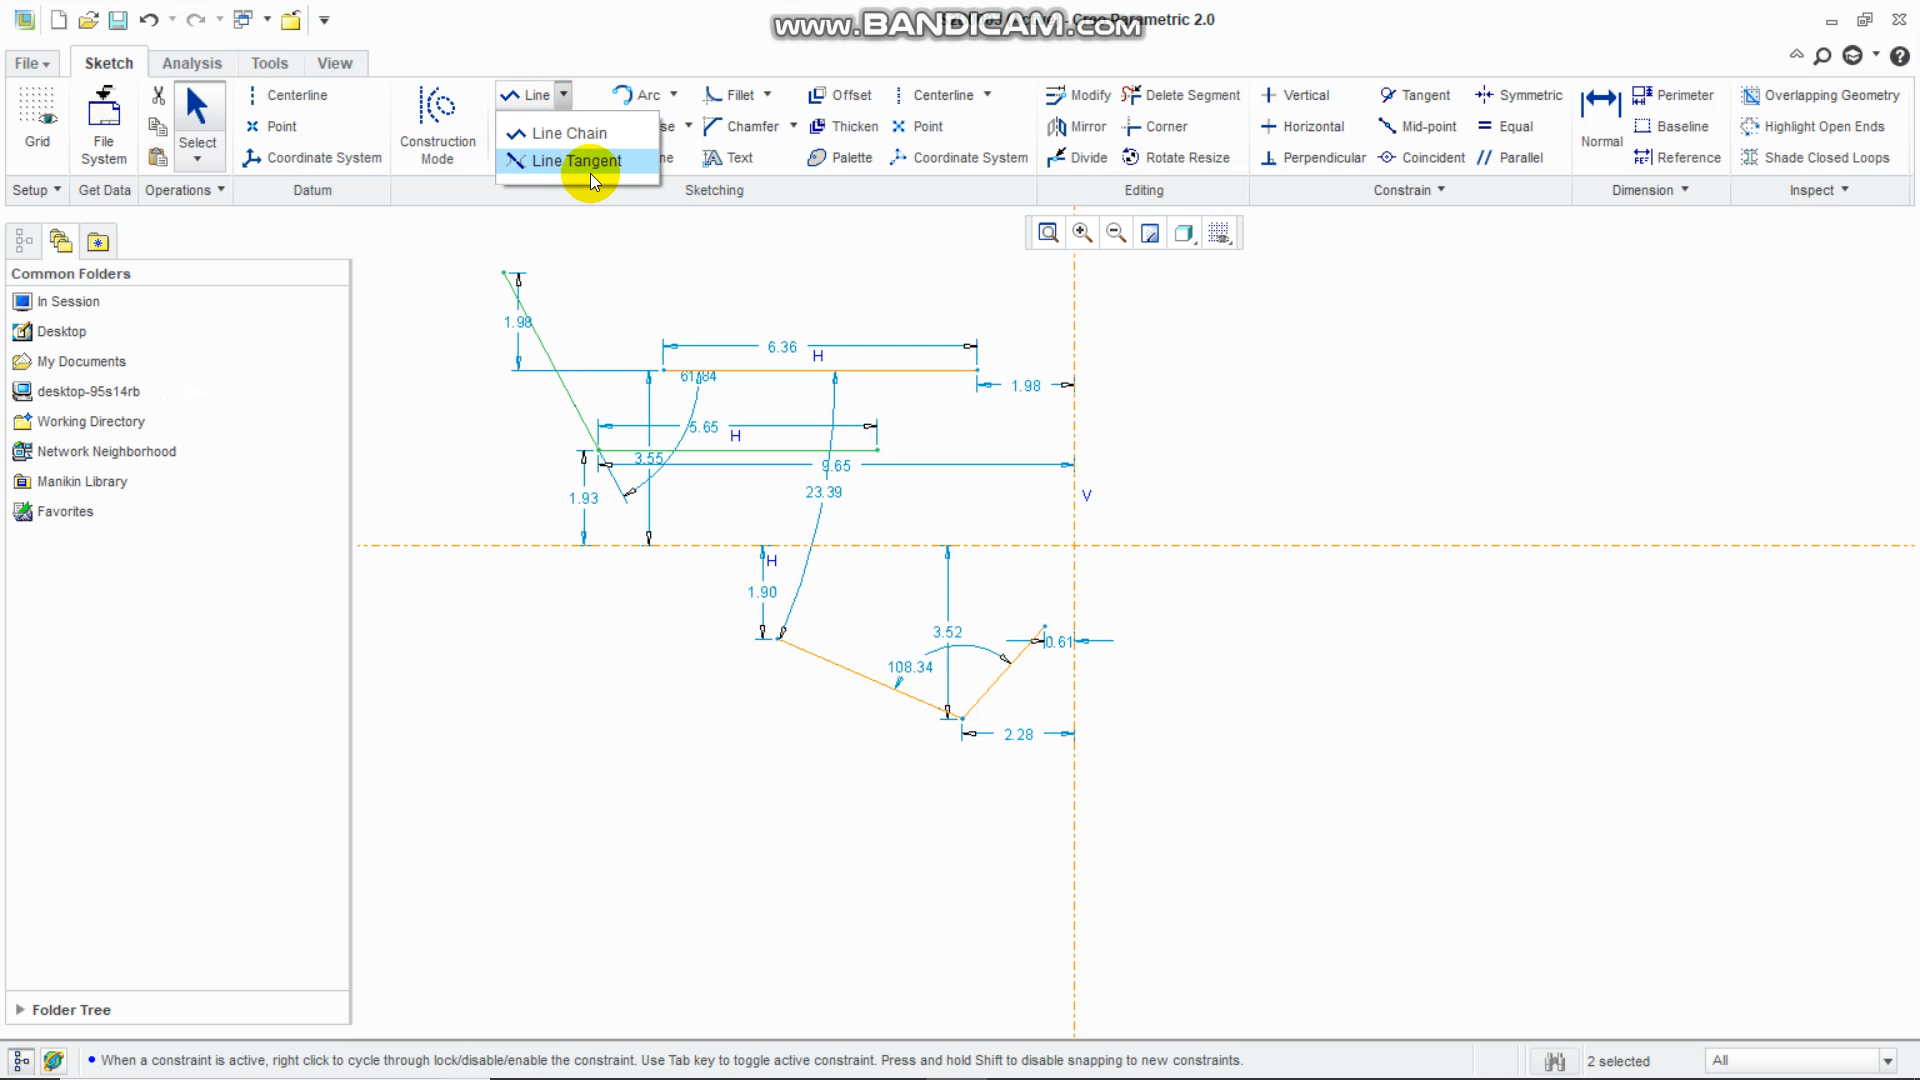 www.BANDICAM.com
Creo Parametric 2.0
File
Sketch
Analysis
Tools
View
Grid
File System
Select
Centerline
Point
Coordinate System
Construction Mode
Line
Line Chain
Line Tangent
Arc
Fillet
Chamfer
Text
Offset
Thicken
Palette
Centerline
Point
Coordinate System
Modify
Mirror
Divide
Delete Segment
Corner
Rotate Resize
Vertical
Horizontal
Perpendicular
Tangent
Mid-point
Coincident
Symmetric
Equal
Parallel
Normal
Perimeter
Baseline
Reference
Overlapping Geometry
Highlight Open Ends
Shade Closed Loops
Setup
Get Data
Operations
Datum
Sketching
Editing
Constrain
Dimension
Inspect
Common Folders
In Session
Desktop
My Documents
desktop-95s14rb
Working Directory
Network Neighborhood
Manikin Library
Favorites
Folder Tree
1.98
6.36
H
61.84
1.98
5.65
H
3.55
9.65
23.39
1.93
V
H
1.90
3.52
0.61
108.34
2.28
When a constraint is active, right click to cycle through lock/disable/enable the constraint. Use Tab key to toggle active constraint. Press and hold Shift to disable snapping to new constraints.
2 selected
All